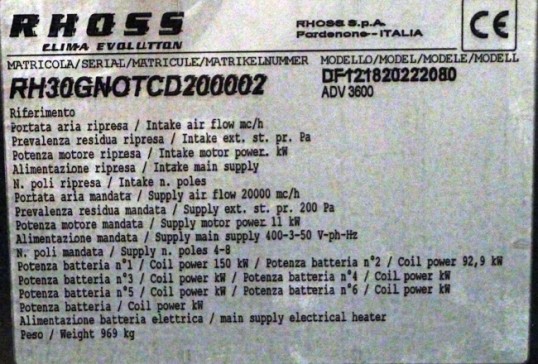 RHOSS
CLIMA EVOLUTION
RHOSS S.p.A.
Pordenone--ITALIA
CE
MATRICOLA/SERIAL/MATRICULE/MATRIKELNUMMER
MODELLO/MODEL/MODELE/MODELL
RH30GNOTCD200002
DF121820222080
ADV 3600
Riferimento
Portata aria ripresa / Intake air flow mc/h
Prevalenza residua ripresa / Intake ext. st. pr. Pa
Potenza motore ripresa / Intake motor power. kW
Alimentazione ripresa / Intake main supply
N. poli ripresa / Intake n. poles
Portata aria mandata / Supply air flow 20000 mc/h
Prevalenza residua mandata / Supply ext. st. pr. 200 Pa
Potenza motore mandata / Supply motor power 11 kW
Alimentazione mandata / Supply main supply 400-3-50 V-ph-Hz
N. poli mandata / Supply n. poles 4-8
Potenza batteria n°1 / Coil power 150 kW / Potenza batteria n°2 / Coil power 92,9 kW
Potenza batteria n°3 / Coil power kW / Potenza batteria n°4 / Coil power kW
Potenza batteria n°5 / Coil power kW / Potenza batteria n°6 / Coil power kW
Potenza batteria / Coil power kW
Alimentazione batteria elettrica / main supply electrical heater
Peso / Weight 969 kg